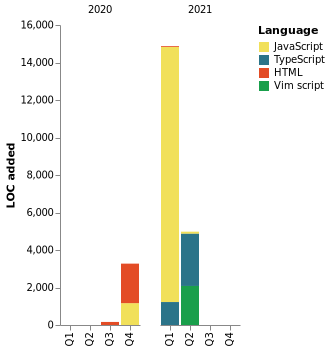 2020 2021
Language
JavaScript
TypeScript
HTML
Vim script
LOC added
16,000
14,000
12,000
10,000
8,000
6,000
4,000
2,000
0
Q1 Q2 Q3 Q4 Q1 Q2 Q3 Q4